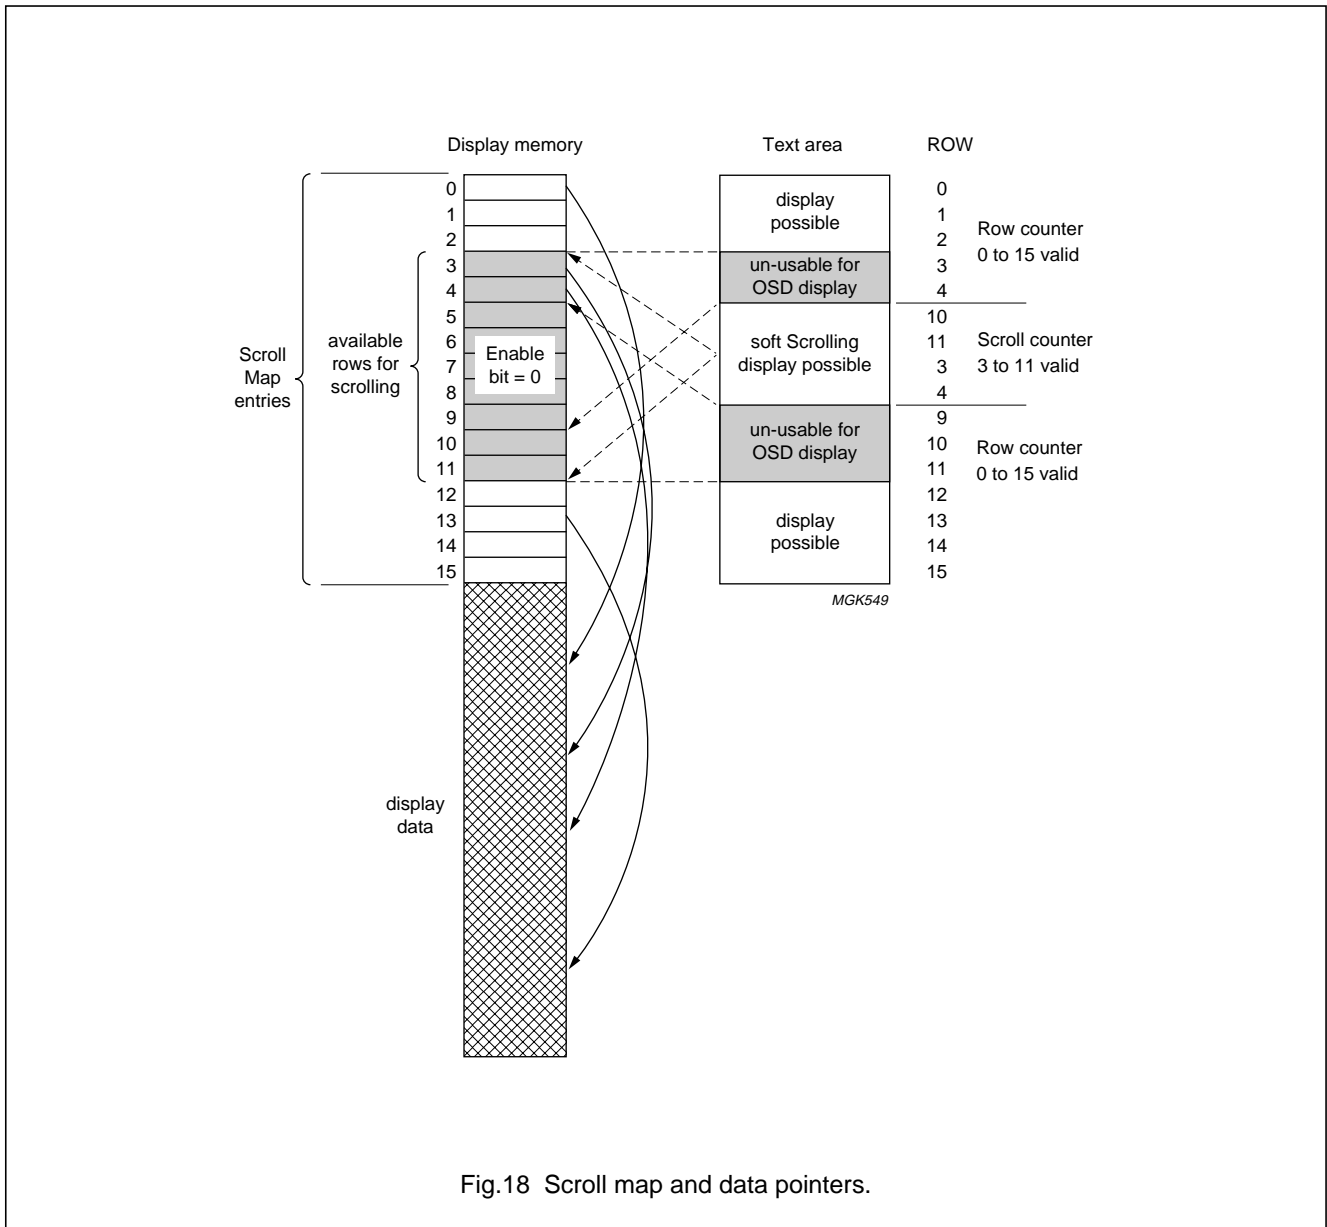 Display memory
Text area
ROW
0
1
2
3
4
5
6
7
8
9
10
11
12
13
14
15
Scroll
Map
entries
available
rows for
scrolling
Enable
bit = 0
display
data
display
possible
un-usable for
OSD display
soft Scrolling
display possible
un-usable for
OSD display
display
possible
MGK549
0
1
2
3
4
10
11
3
4
9
10
11
12
13
14
15
Row counter
0 to 15 valid
Scroll counter
3 to 11 valid
Row counter
0 to 15 valid
Fig.18 Scroll map and data pointers.